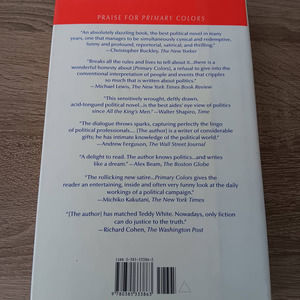 PRAISE FOR PRIMARY COLORS
"An absolutely dazzling book, the best political novel in many
years, one that manages to be simultaneously cynical and redemptive,
funny and profound, reportorial, satirical, and thrilling."
—Christopher Buckley, The New Yorker
"Breaks all the rules and lives to tell about it...there is a
wonderful honesty about [Primary Colors], a refusal to give into the
conventional interpretation of people and events that cripples
so much that is written about politics."
—Michael Lewis, The New York Times Book Review
"This sensitively wrought, deftly drawn,
acid-tongued political novel...is the best aides' eye view of politics
since All the King's Men." —Walter Shapiro, Time
"The dialogue throws sparks, capturing perfectly the lingo
of political professionals.... [The author] is a writer of considerable
gifts; he has intimate knowledge of the political world."
—Andrew Ferguson, The Wall Street Journal
"A delight to read. The author knows politics...and writes
like a dream." —Alex Beam, The Boston Globe
"The rollicking new satire...Primary Colors gives the
reader an entertaining, inside and often very funny look at the daily
workings of a political campaign."
—Michiko Kakutani, The New York Times
"[The author] has matched Teddy White. Nowadays, only fiction
can do justice to the truth."
—Richard Cohen, The Washington Post